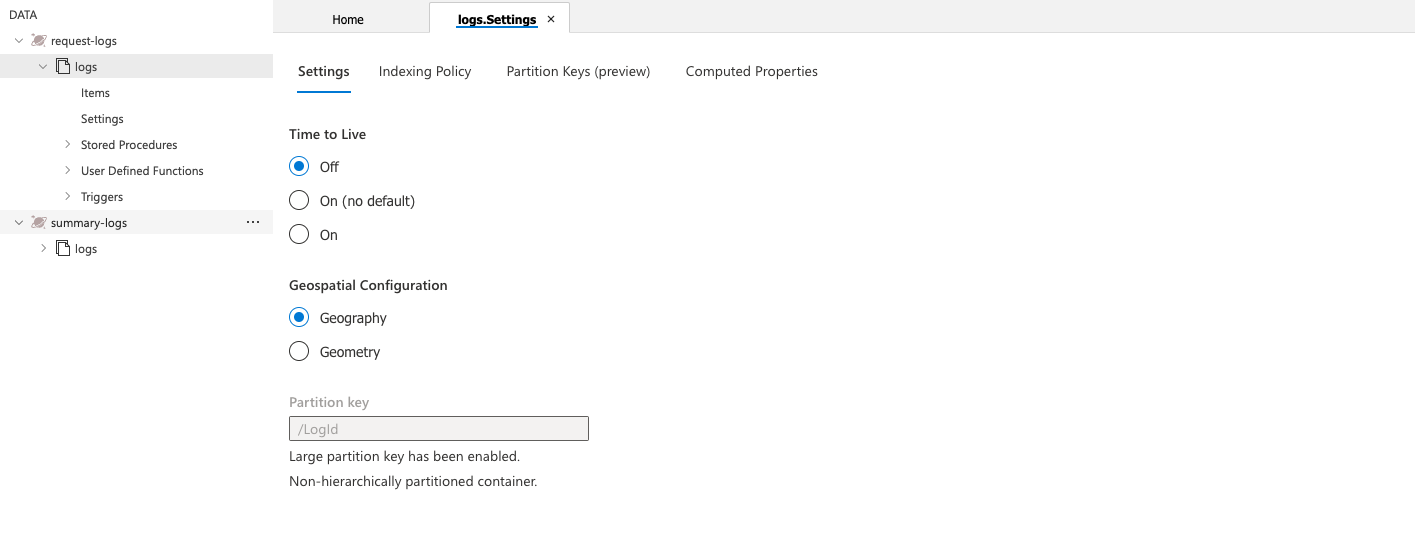 DATA
request-logs
logs
Items
Settings
Stored Procedures
User Defined Functions
Triggers
summary-logs
logs
Home
logs.Settings
Settings Indexing Policy Partition Keys (preview) Computed Properties
Time to Live
Off
On (no default)
On
Geospatial Configuration
Geography
Geometry
Partition key
/LogId
Large partition key has been enabled.
Non-hierarchically partitioned container.